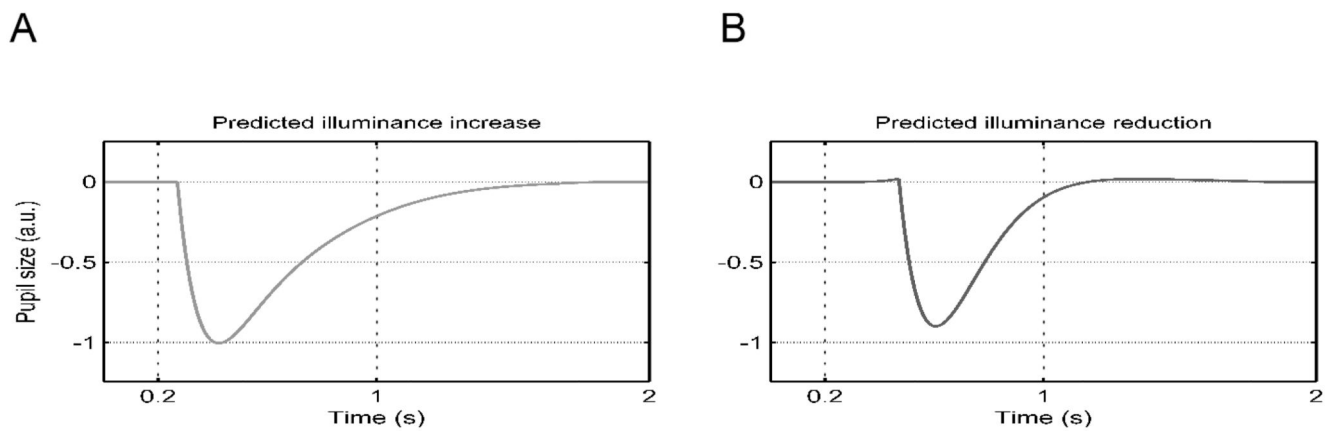 A
B
Predicted illuminance increase
Predicted illuminance reduction
Pupil size (a.u.)
0
-0.5
-1
0.2
1
2
Time (s)
0
-0.5
-1
0.2
1
2
Time (s)